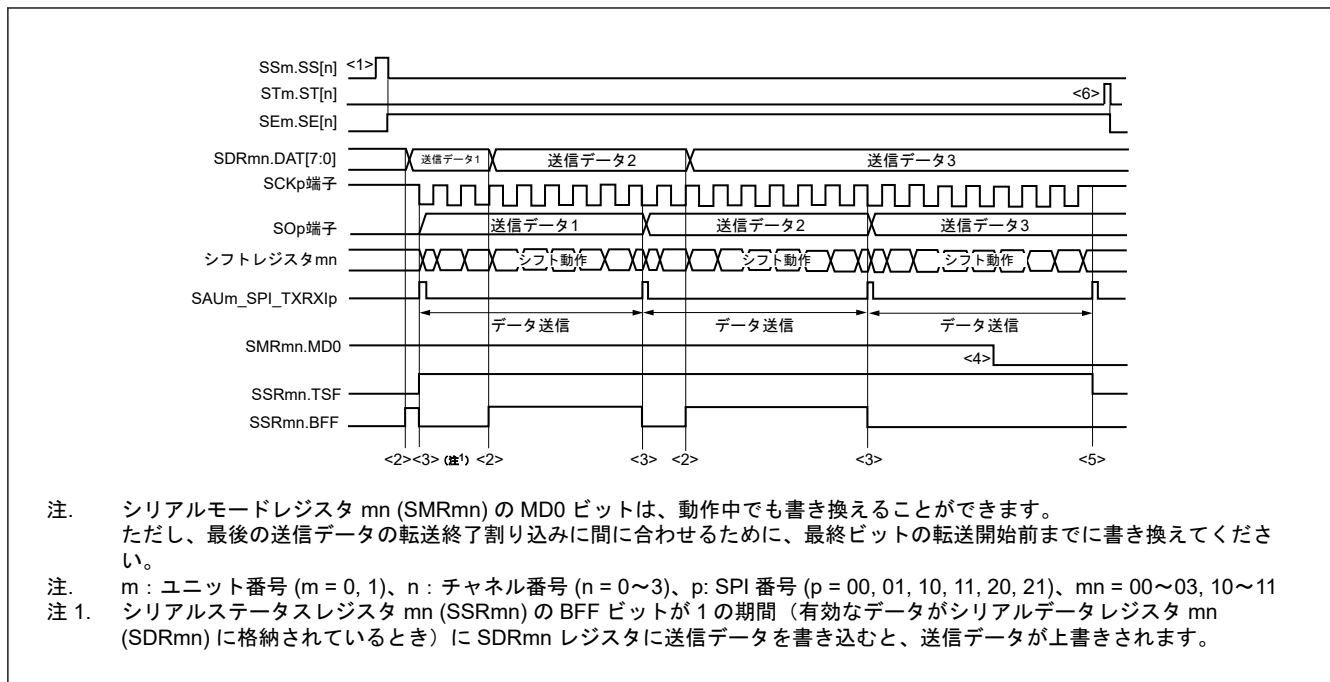 SSm.SS[n] <1>
STm.ST[n] <6>
SEm.SE[n]
SDRmn.DAT[7:0] 送信データ1 送信データ2 送信データ3
SCKp端子
SOp端子 送信データ1 送信データ2 送信データ3
シフトレジスタmn シフト動作 シフト動作 シフト動作
SAUm_SPI_TXRXIp
データ送信 データ送信 データ送信
SMRmn.MD0 <4>
SSRmn.TSF
SSRmn.BFF
<2><3> (注1) <2> <3> <2> <3> <5>
注. シリアルモードレジスタ mn (SMRmn) の MD0 ビットは、動作中でも書き換えることができます。
ただし、最後の送信データの転送終了割り込みに間に合わせるために、最終ビットの転送開始前までに書き換えてくださ
い。
注. m：ユニット番号 (m = 0, 1)、n：チャネル番号 (n = 0～3)、p: SPI 番号 (p = 00, 01, 10, 11, 20, 21)、mn = 00～03, 10～11
注 1. シリアルステータスレジスタ mn (SSRmn) の BFF ビットが 1 の期間（有効なデータがシリアルデータレジスタ mn
(SDRmn) に格納されているとき）に SDRmn レジスタに送信データを書き込むと、送信データが上書きされます。